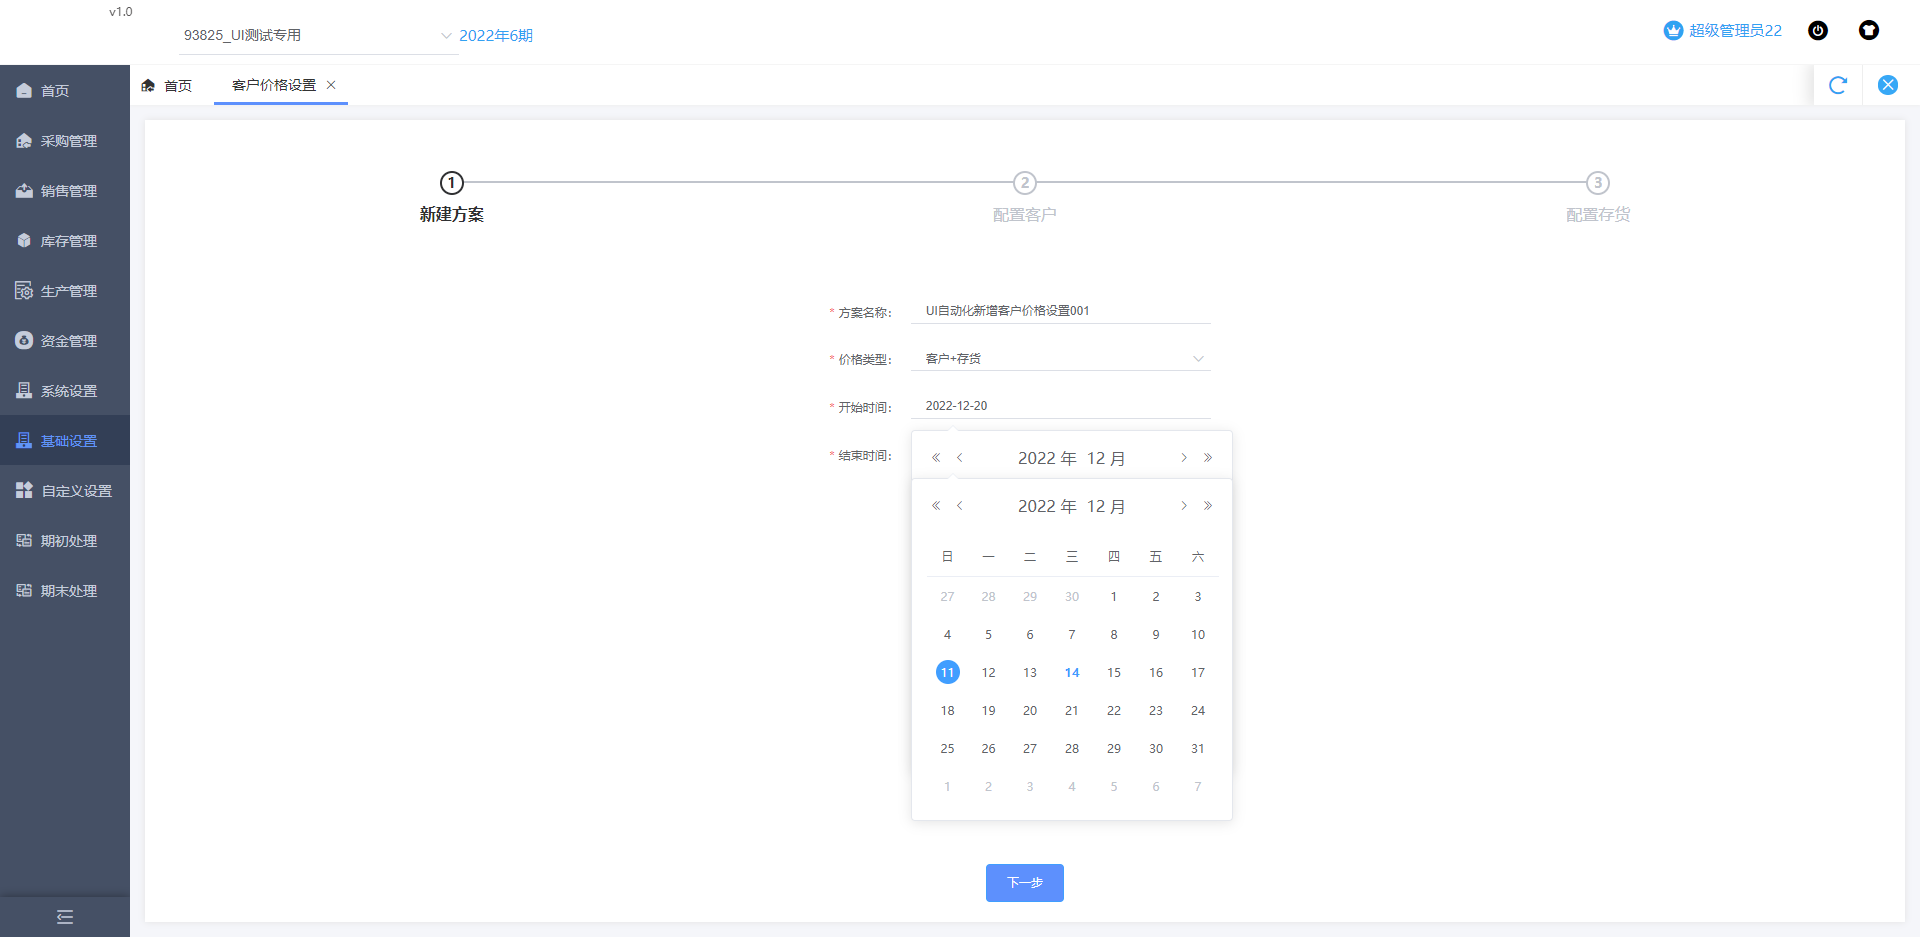 v1.0
93825_UI测试专用
2022年6期
超级管理员22
首页
客户价格设置
首页
采购管理
销售管理
库存管理
生产管理
资金管理
系统设置
基础设置
自定义设置
期初处理
期末处理
1
2
3
新建方案
配置客户
配置存货
* 方案名称：
UI自动化新增客户价格设置001
* 价格类型：
客户+存货
* 开始时间：
2022-12-20
* 结束时间：
2022 年 12 月
2022 年 12 月
日 一 二 三 四 五 六
27 28 29 30 1 2 3
4 5 6 7 8 9 10
11 12 13 14 15 16 17
18 19 20 21 22 23 24
25 26 27 28 29 30 31
1 2 3 4 5 6 7
下一步